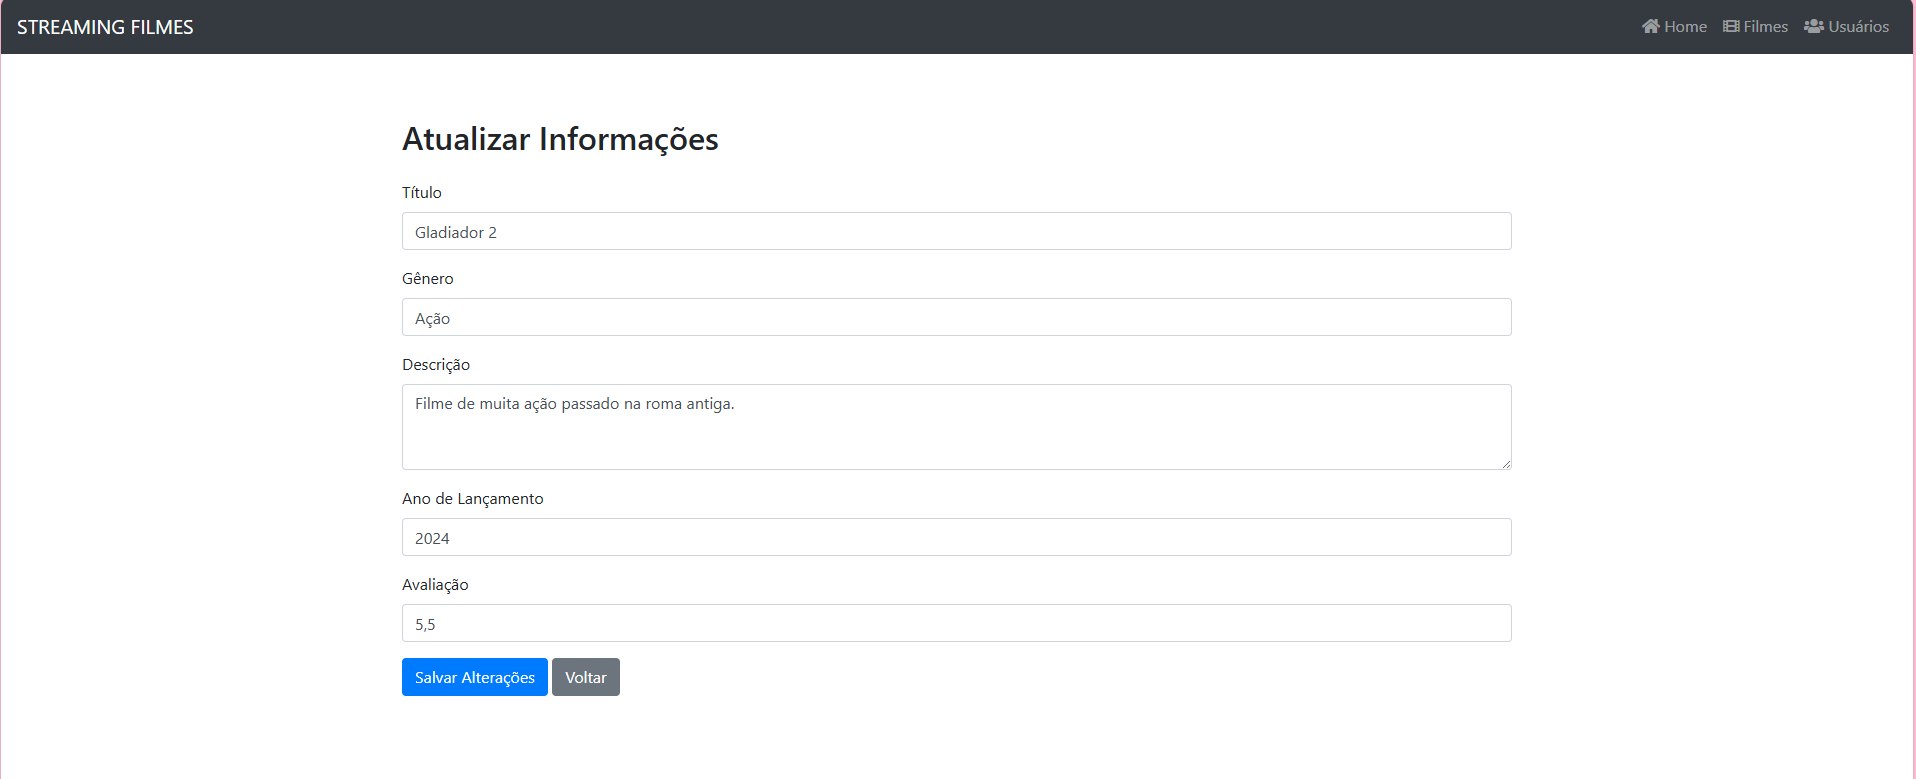 STREAMING FILMES
Home Filmes Usuários
Atualizar Informações
Título
Gladiador 2
Gênero
Ação
Descrição
Filme de muita ação passado na roma antiga.
Ano de Lançamento
2024
Avaliação
5,5
Salvar Alterações Voltar